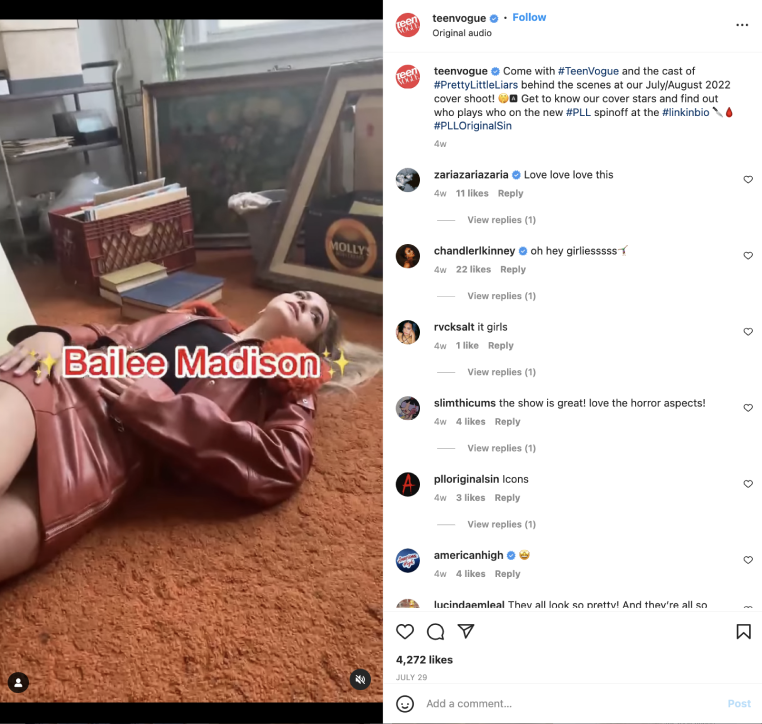 MOLLY'S
Bailee Madison
teenvogue • Follow
Original audio
teenvogue Come with #TeenVogue and the cast of
#PrettyLittleLiars behind the scenes at our July/August 2022
cover shoot! 🤫🅰 Get to know our cover stars and find out
who plays who on the new #PLL spinoff at the #linkinbio 🔪🩸
#PLLOriginalSin
4w
zariazariazaria Love love love this
4w 11 likes Reply
View replies (1)
chandlerlkinney oh hey girliesssss
4w 22 likes Reply
View replies (1)
rvcksalt it girls
4w 1 like Reply
View replies (1)
slimthicums the show is great! love the horror aspects!
4w 4 likes Reply
View replies (1)
plloriginalsin Icons
4w 3 likes Reply
View replies (1)
americanhigh 🤩
4w 4 likes Reply
lucindaemleal They all look so pretty! And they're all so
4,272 likes
JULY 29
Add a comment...
Post